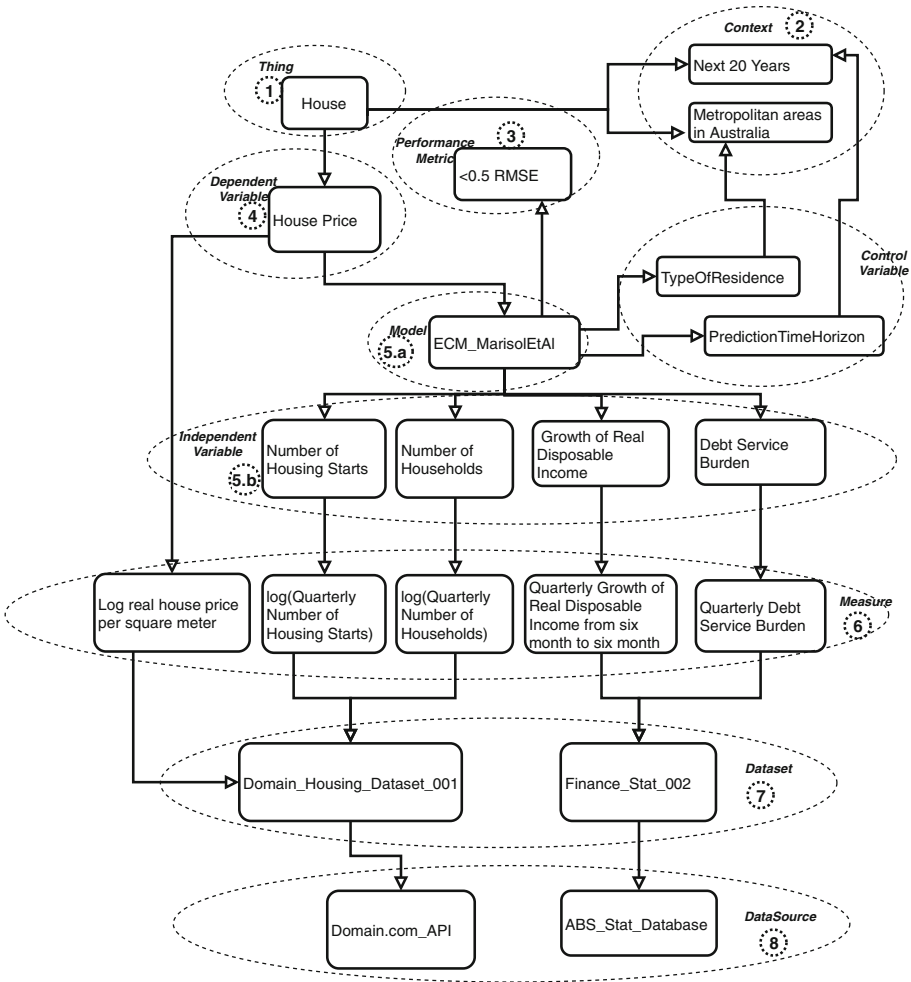 Context
2
Next 20 Years
Thing
1
House
Metropolitan areas
in Australia
3
Performance
Metric
<0.5 RMSE
Dependent
Variable
4
House Price
Control
Variable
TypeOfResidence
PredictionTimeHorizon
Model
5.a
ECM_MarisolEtAl
Independent
Variable
5.b
Number of
Housing Starts
Number of
Households
Growth of Real
Disposable
Income
Debt Service
Burden
Log real house price
per square meter
log(Quarterly
Number of
Housing Starts)
log(Quarterly
Number of
Households)
Quarterly Growth of
Real Disposable
Income from six
month to six month
Quarterly Debt
Service Burden
Measure
6
Domain_Housing_Dataset_001
Finance_Stat_002
Dataset
7
Domain.com_API
ABS_Stat_Database
DataSource
8